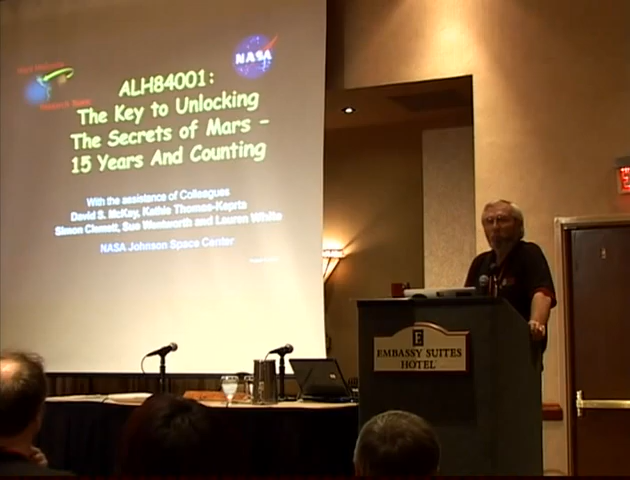 NASA
ALH84001:
The Key to Unlocking
The Secrets of Mars –
15 Years And Counting
With the assistance of Colleagues
David S. McKay, Kathie Thomas-Keprta
Simon Clemett, Sue Wentworth and Lauren White
NASA Johnson Space Center
E
EMBASSY SUITES
HOTEL